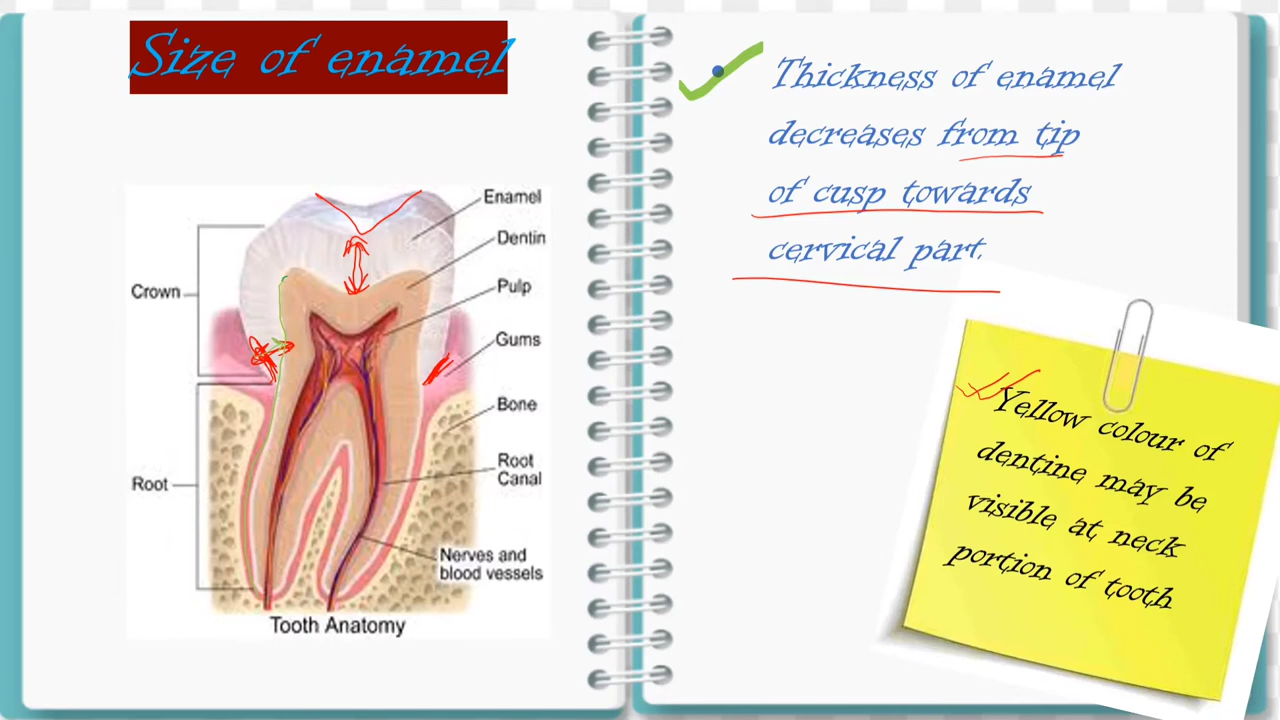 Size of enamel
Enamel
Dentin
Pulp
Crown
Gums
Bone
Root
Canal
Root
Nerves and
blood vessels
Tooth Anatomy
Thickness of enamel
decreases from tip
of cusp towards
cervical part.
Yellow colour of
dentine may be
visible at neck
portion of tooth